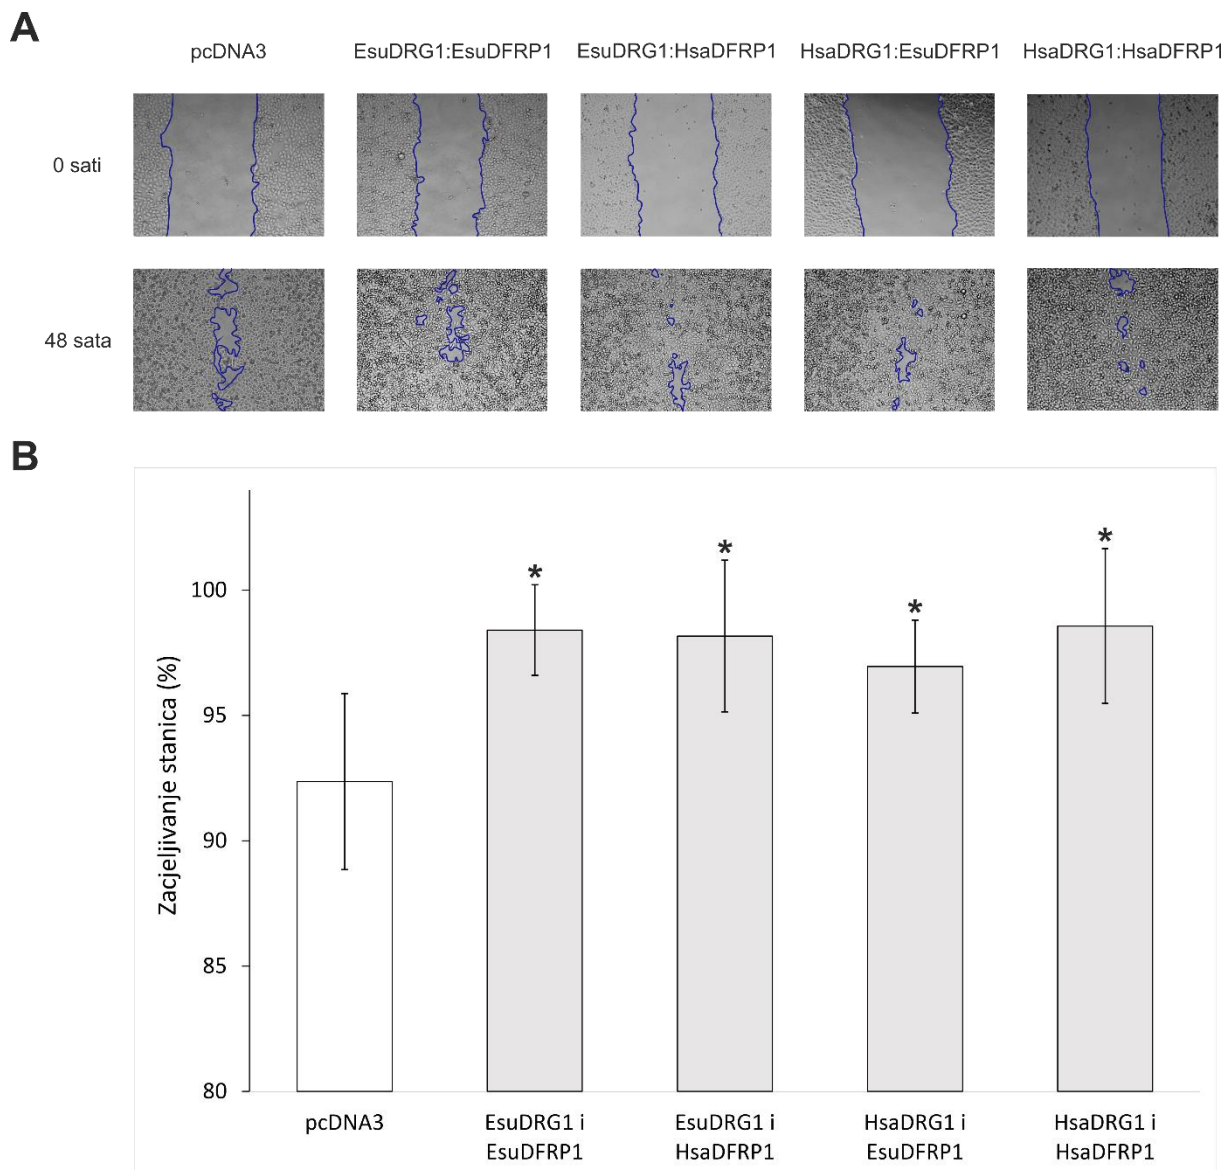 A
pcDNA3
EsuDRG1:EsuDFRP1
EsuDRG1:HsaDFRP1
HsaDRG1:EsuDFRP1
HsaDRG1:HsaDFRP1
0 sati
48 sata
B
Zacjeljivanje stanica (%)
100
95
90
85
80
*
*
*
*
pcDNA3
EsuDRG1 i
EsuDFRP1
EsuDRG1 i
HsaDFRP1
HsaDRG1 i
EsuDFRP1
HsaDRG1 i
HsaDFRP1